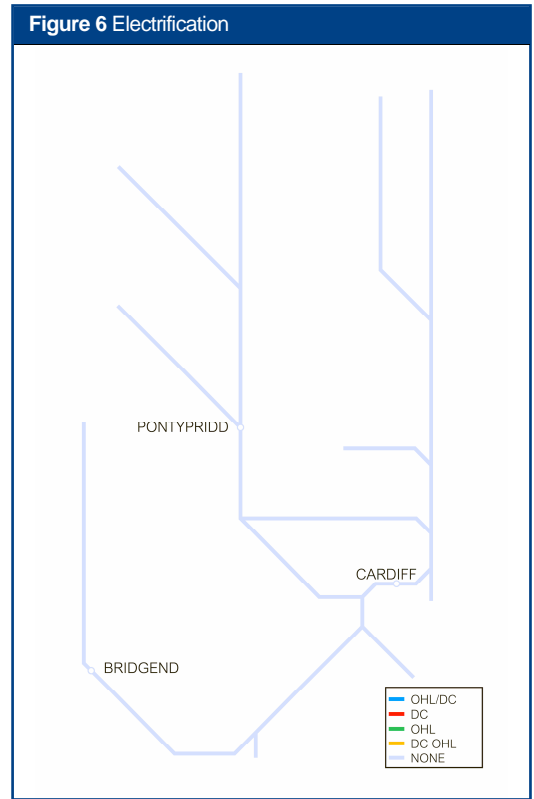 Figure 6 Electrification
PONTYPRIDD
CARDIFF
BRIDGEND
OHL/DC
DC
OHL
DC OHL
NONE